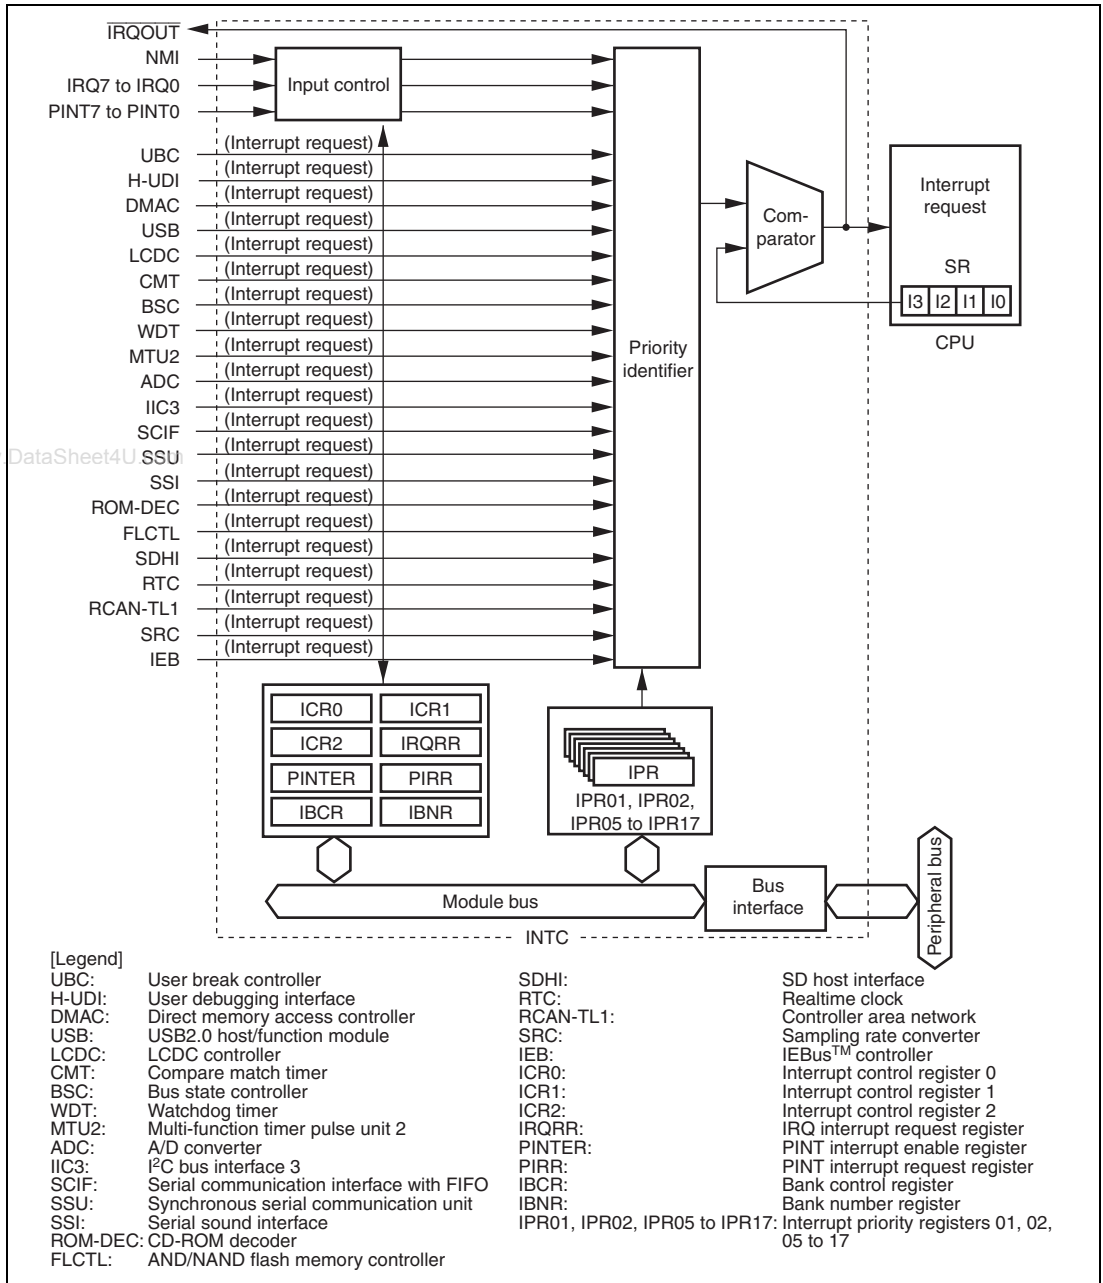 IRQOUT
NMI
IRQ7 to IRQ0
PINT7 to PINT0
Input control
UBC (Interrupt request)
H-UDI (Interrupt request)
DMAC (Interrupt request)
USB (Interrupt request)
LCDC (Interrupt request)
CMT (Interrupt request)
BSC (Interrupt request)
WDT (Interrupt request)
MTU2 (Interrupt request)
ADC (Interrupt request)
IIC3 (Interrupt request)
SCIF (Interrupt request)
SSU (Interrupt request)
SSI (Interrupt request)
ROM-DEC (Interrupt request)
FLCTL (Interrupt request)
SDHI (Interrupt request)
RTC (Interrupt request)
RCAN-TL1 (Interrupt request)
SRC (Interrupt request)
IEB (Interrupt request)
.DataSheet4U.com
Priority
identifier
Com-
parator
Interrupt
request
SR
I3 I2 I1 I0
CPU
ICR0 ICR1
ICR2 IRQRR
PINTER PIRR
IBCR IBNR
IPR
IPR01, IPR02,
IPR05 to IPR17
Module bus
Bus
interface
Peripheral bus
INTC
[Legend]
UBC: User break controller
H-UDI: User debugging interface
DMAC: Direct memory access controller
USB: USB2.0 host/function module
LCDC: LCDC controller
CMT: Compare match timer
BSC: Bus state controller
WDT: Watchdog timer
MTU2: Multi-function timer pulse unit 2
ADC: A/D converter
IIC3: I²C bus interface 3
SCIF: Serial communication interface with FIFO
SSU: Synchronous serial communication unit
SSI: Serial sound interface
ROM-DEC: CD-ROM decoder
FLCTL: AND/NAND flash memory controller
SDHI: SD host interface
RTC: Realtime clock
RCAN-TL1: Controller area network
SRC: Sampling rate converter
IEB: IEBus™ controller
ICR0: Interrupt control register 0
ICR1: Interrupt control register 1
ICR2: Interrupt control register 2
IRQRR: IRQ interrupt request register
PINTER: PINT interrupt enable register
PIRR: PINT interrupt request register
IBCR: Bank control register
IBNR: Bank number register
IPR01, IPR02, IPR05 to IPR17: Interrupt priority registers 01, 02,
05 to 17